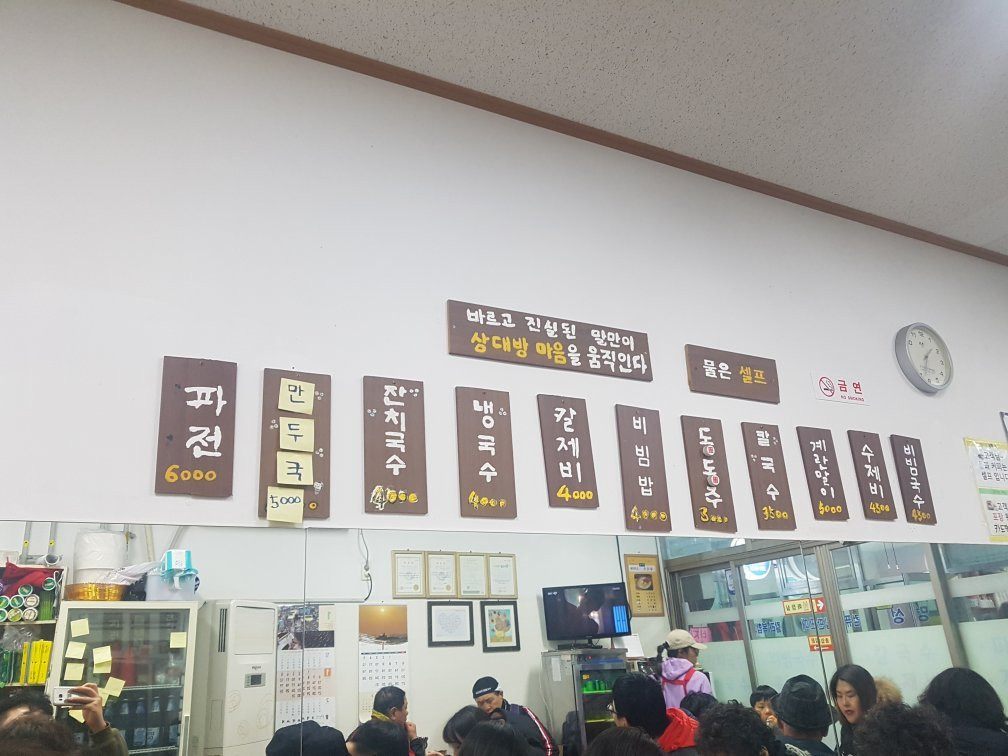 바르고 진실된 말만이
상대방 마음을 움직인다
물은 셀프
금연
NO SMOKING
파전
6000
만두국
5000
잔치국수
4000
냉국수
4000
칼제비
4000
비빔밥
4000
동동주
3000
칼국수
3500
계란말이
5000
수제비
4500
비빔국수
4500